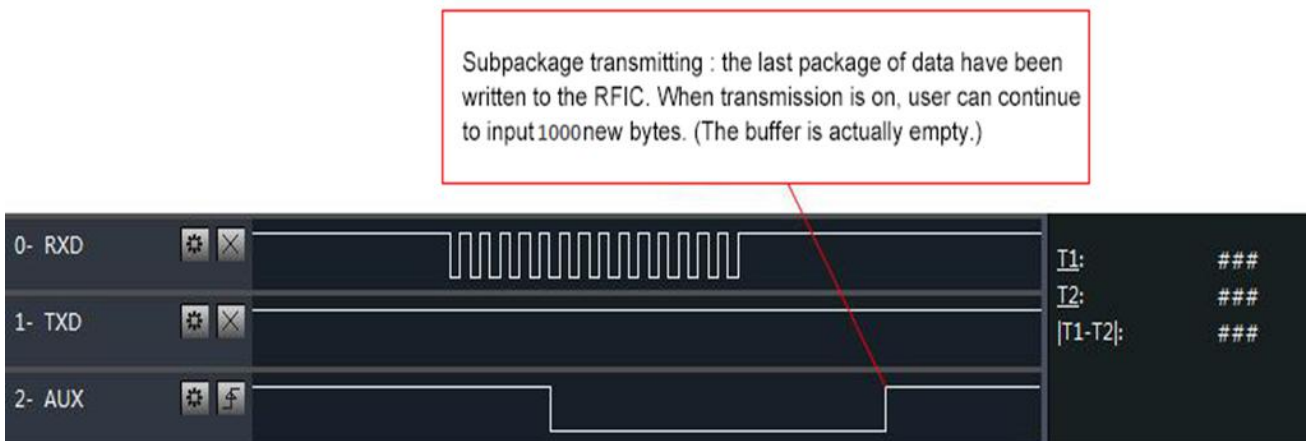 Subpackage transmitting : the last package of data have been
written to the RFIC. When transmission is on, user can continue
to input 1000 new bytes. (The buffer is actually empty.)
0- RXD
1- TXD
2- AUX
T1: ###
T2: ###
|T1-T2|: ###